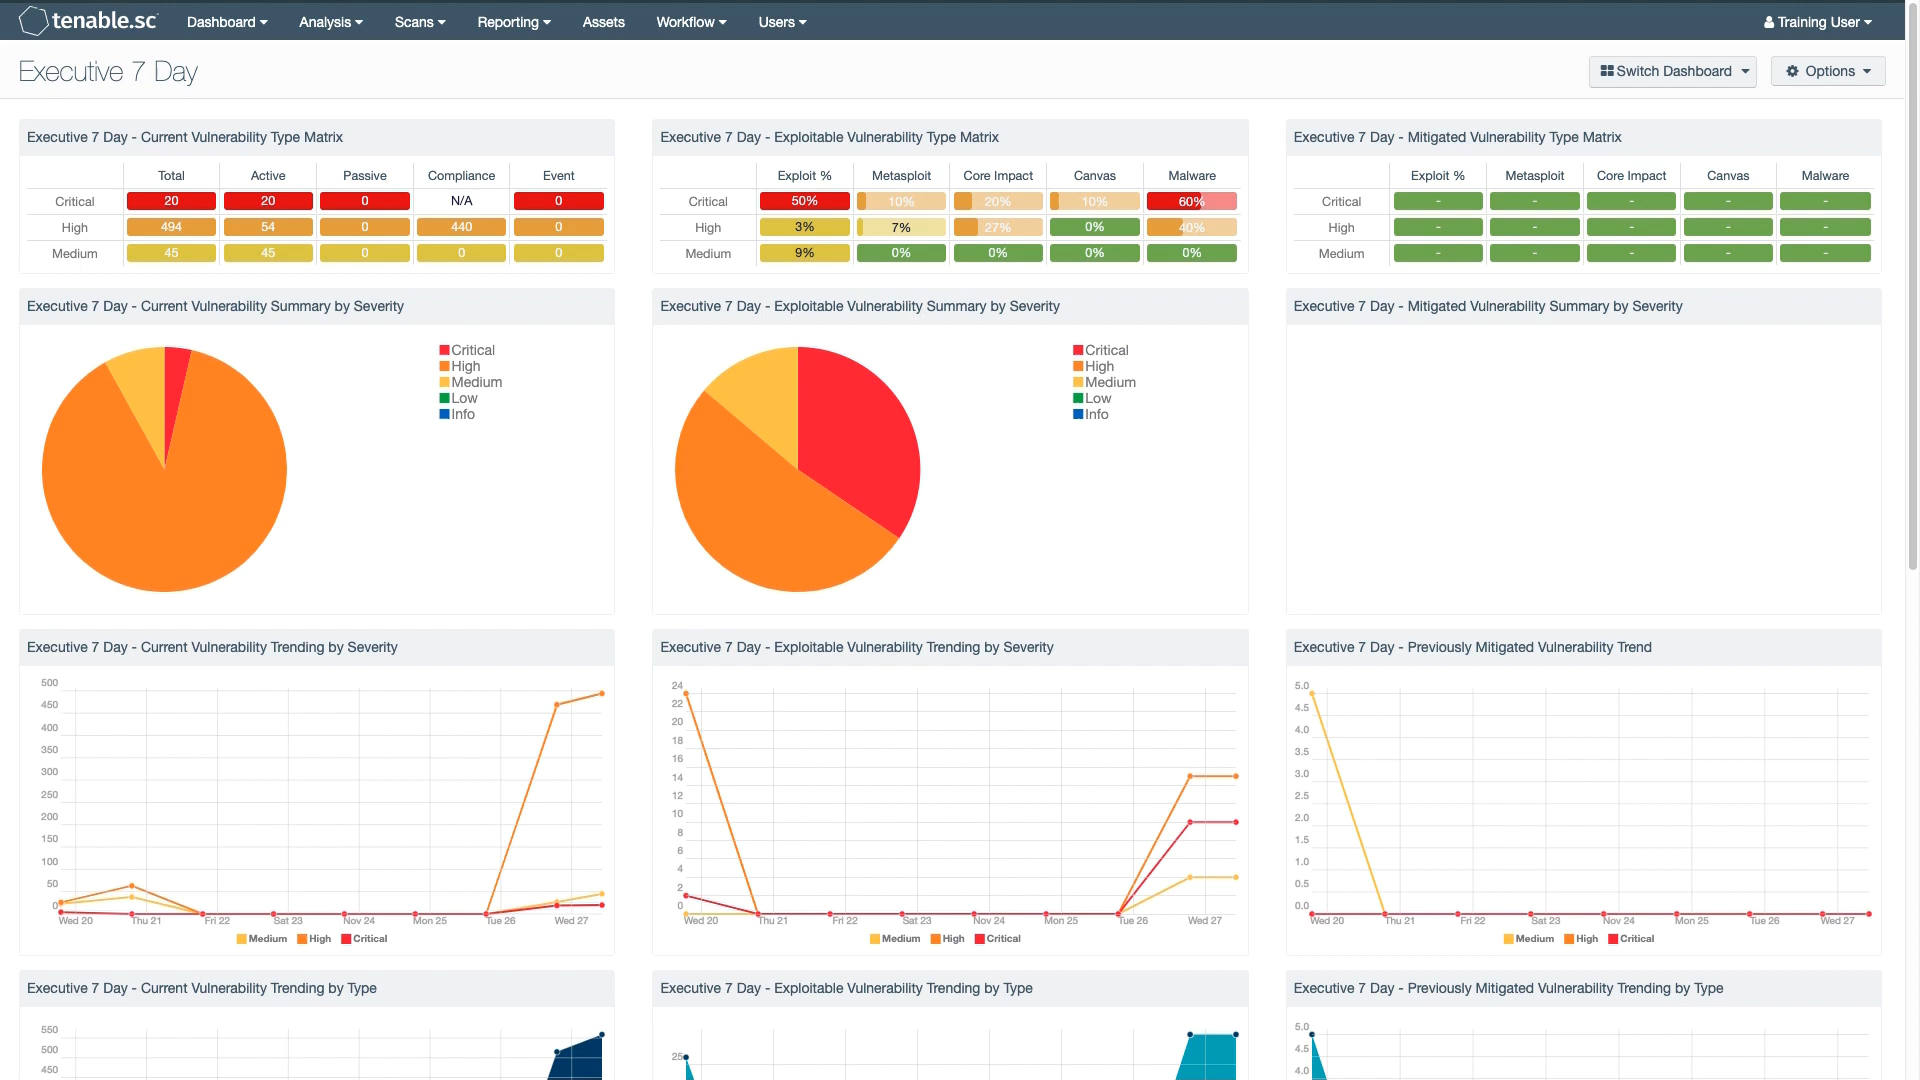 tenable.sc Dashboard Analysis Scans Reporting Assets Workflow Users Training User
Executive 7 Day
Switch Dashboard Options
Executive 7 Day - Current Vulnerability Type Matrix
Total Active Passive Compliance Event
Critical 20 20 0 N/A 0
High 494 54 0 440 0
Medium 45 45 0 0 0
Executive 7 Day - Exploitable Vulnerability Type Matrix
Exploit % Metasploit Core Impact Canvas Malware
Critical 50% 10% 20% 10% 60%
High 3% 7% 27% 0% 40%
Medium 9% 0% 0% 0% 0%
Executive 7 Day - Mitigated Vulnerability Type Matrix
Exploit % Metasploit Core Impact Canvas Malware
Critical - - - - -
High - - - - -
Medium - - - - -
Executive 7 Day - Current Vulnerability Summary by Severity
Critical
High
Medium
Low
Info
Executive 7 Day - Exploitable Vulnerability Summary by Severity
Critical
High
Medium
Low
Info
Executive 7 Day - Mitigated Vulnerability Summary by Severity
Executive 7 Day - Current Vulnerability Trending by Severity
500
450
400
350
300
250
200
150
100
50
0
Wed 20 Thu 21 Fri 22 Sat 23 Nov 24 Mon 25 Tue 26 Wed 27
Medium High Critical
Executive 7 Day - Exploitable Vulnerability Trending by Severity
24
22
20
18
16
14
12
10
8
6
4
2
0
Wed 20 Thu 21 Fri 22 Sat 23 Nov 24 Mon 25 Tue 26 Wed 27
Medium High Critical
Executive 7 Day - Previously Mitigated Vulnerability Trend
5.0
4.5
4.0
3.5
3.0
2.5
2.0
1.5
1.0
0.5
0.0
Wed 20 Thu 21 Fri 22 Sat 23 Nov 24 Mon 25 Tue 26 Wed 27
Medium High Critical
Executive 7 Day - Current Vulnerability Trending by Type
550
500
450
Executive 7 Day - Exploitable Vulnerability Trending by Type
25
Executive 7 Day - Previously Mitigated Vulnerability Trending by Type
5.0
4.5
4.0